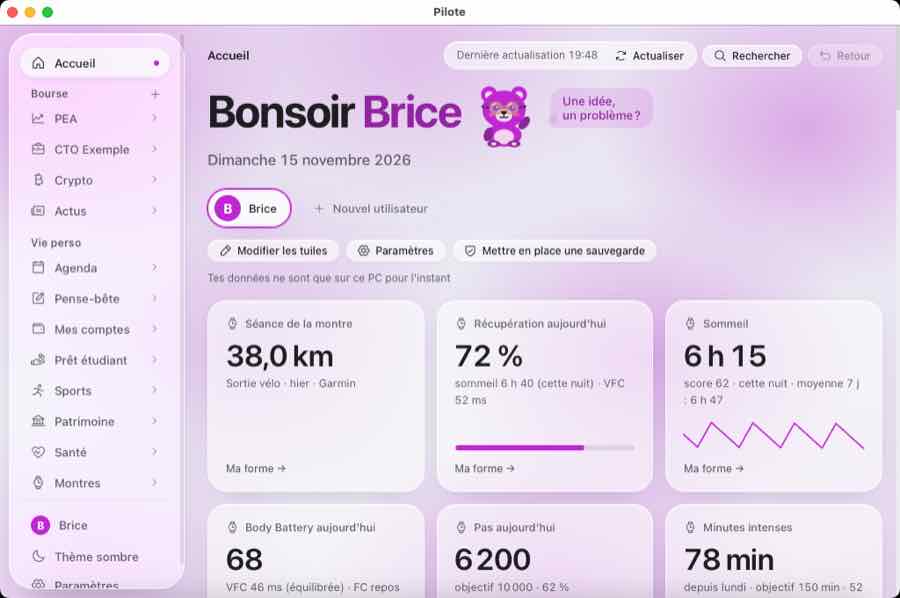 Pilote
Accueil
Bourse
PEA
CTO Exemple
Crypto
Actus
Vie perso
Agenda
Pense-bête
Mes comptes
Prêt étudiant
Sports
Patrimoine
Santé
Montres
B Brice
Thème sombre
Paramètres
Accueil
Dernière actualisation 19:48 Actualiser Rechercher Retour
Bonsoir Brice
Une idée,
un problème ?
Dimanche 15 novembre 2026
B Brice + Nouvel utilisateur
Modifier les tuiles Paramètres Mettre en place une sauvegarde
Tes données ne sont que sur ce PC pour l'instant
Séance de la montre
38,0 km
Sortie vélo · hier · Garmin
Ma forme →
Récupération aujourd'hui
72 %
sommeil 6 h 40 (cette nuit) · VFC
52 ms
Ma forme →
Sommeil
6 h 15
score 62 · cette nuit · moyenne 7 j
: 6 h 47
Ma forme →
Body Battery aujourd'hui
68
VFC 46 ms (équilibrée) · FC repos
Pas aujourd'hui
6 200
objectif 10 000 · 62 %
Minutes intenses
78 min
depuis lundi · objectif 150 min · 52